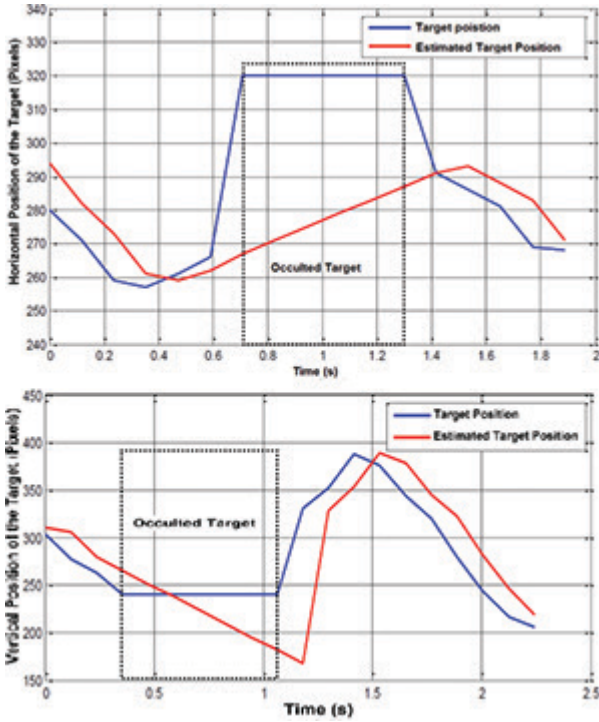 340
330
320
310
300
290
280
270
260
250
240
Horizontal Position of the Target (Pixels)
Target poistion
Estimated Target Position
Occulted Target
0 0.2 0.4 0.6 0.8 1 1.2 1.4 1.6 1.8 2
Time (s)
450
400
350
300
250
200
150
Vertical Position of the Target (Pixels)
Target Position
Estimated Target Position
Occulted Target
0 0.5 1 1.5 2 2.5
Time (s)